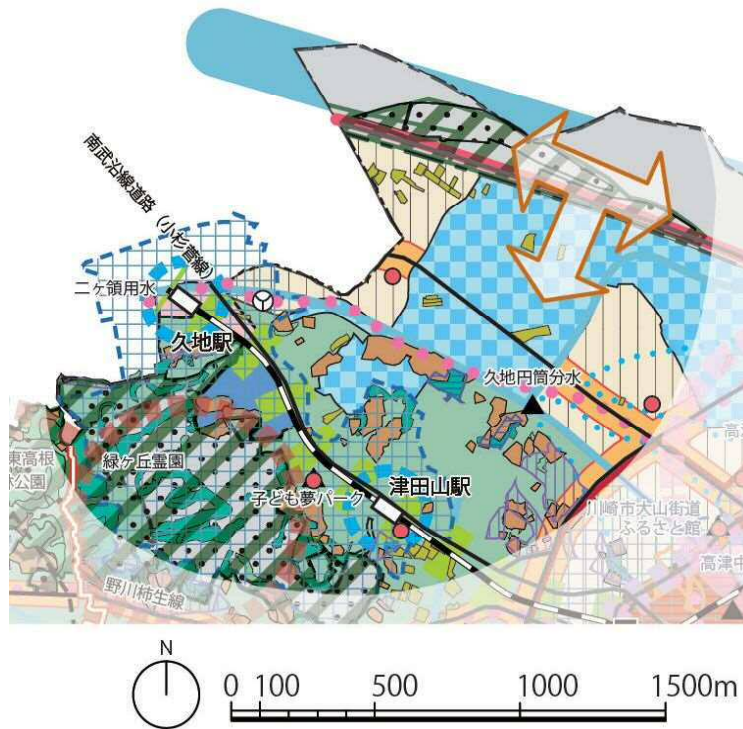 南武沿線道路（小杉菅線）
二ヶ領用水
久地駅
久地円筒分水
緑ヶ丘霊園
津田山駅
子ども夢パーク
東高根
公園
川崎市大山街道
ふるさと館
高津中
野川柿生線
N
0 100 500 1000 1500m